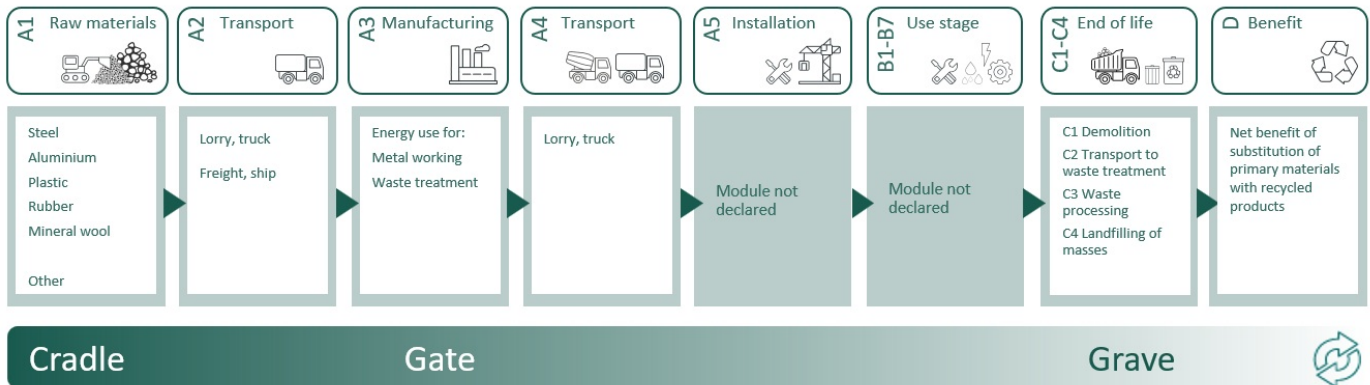 A1 Raw materials
A2 Transport
A3 Manufacturing
A4 Transport
A5 Installation
B1-B7 Use stage
C1-C4 End of life
D Benefit
Steel
Aluminium
Plastic
Rubber
Mineral wool
Other
Lorry, truck
Freight, ship
Energy use for:
Metal working
Waste treatment
Lorry, truck
Module not
declared
Module not
declared
C1 Demolition
C2 Transport to
waste treatment
C3 Waste
processing
C4 Landfilling of
masses
Net benefit of
substitution of
primary materials
with recycled
products
Cradle
Gate
Grave